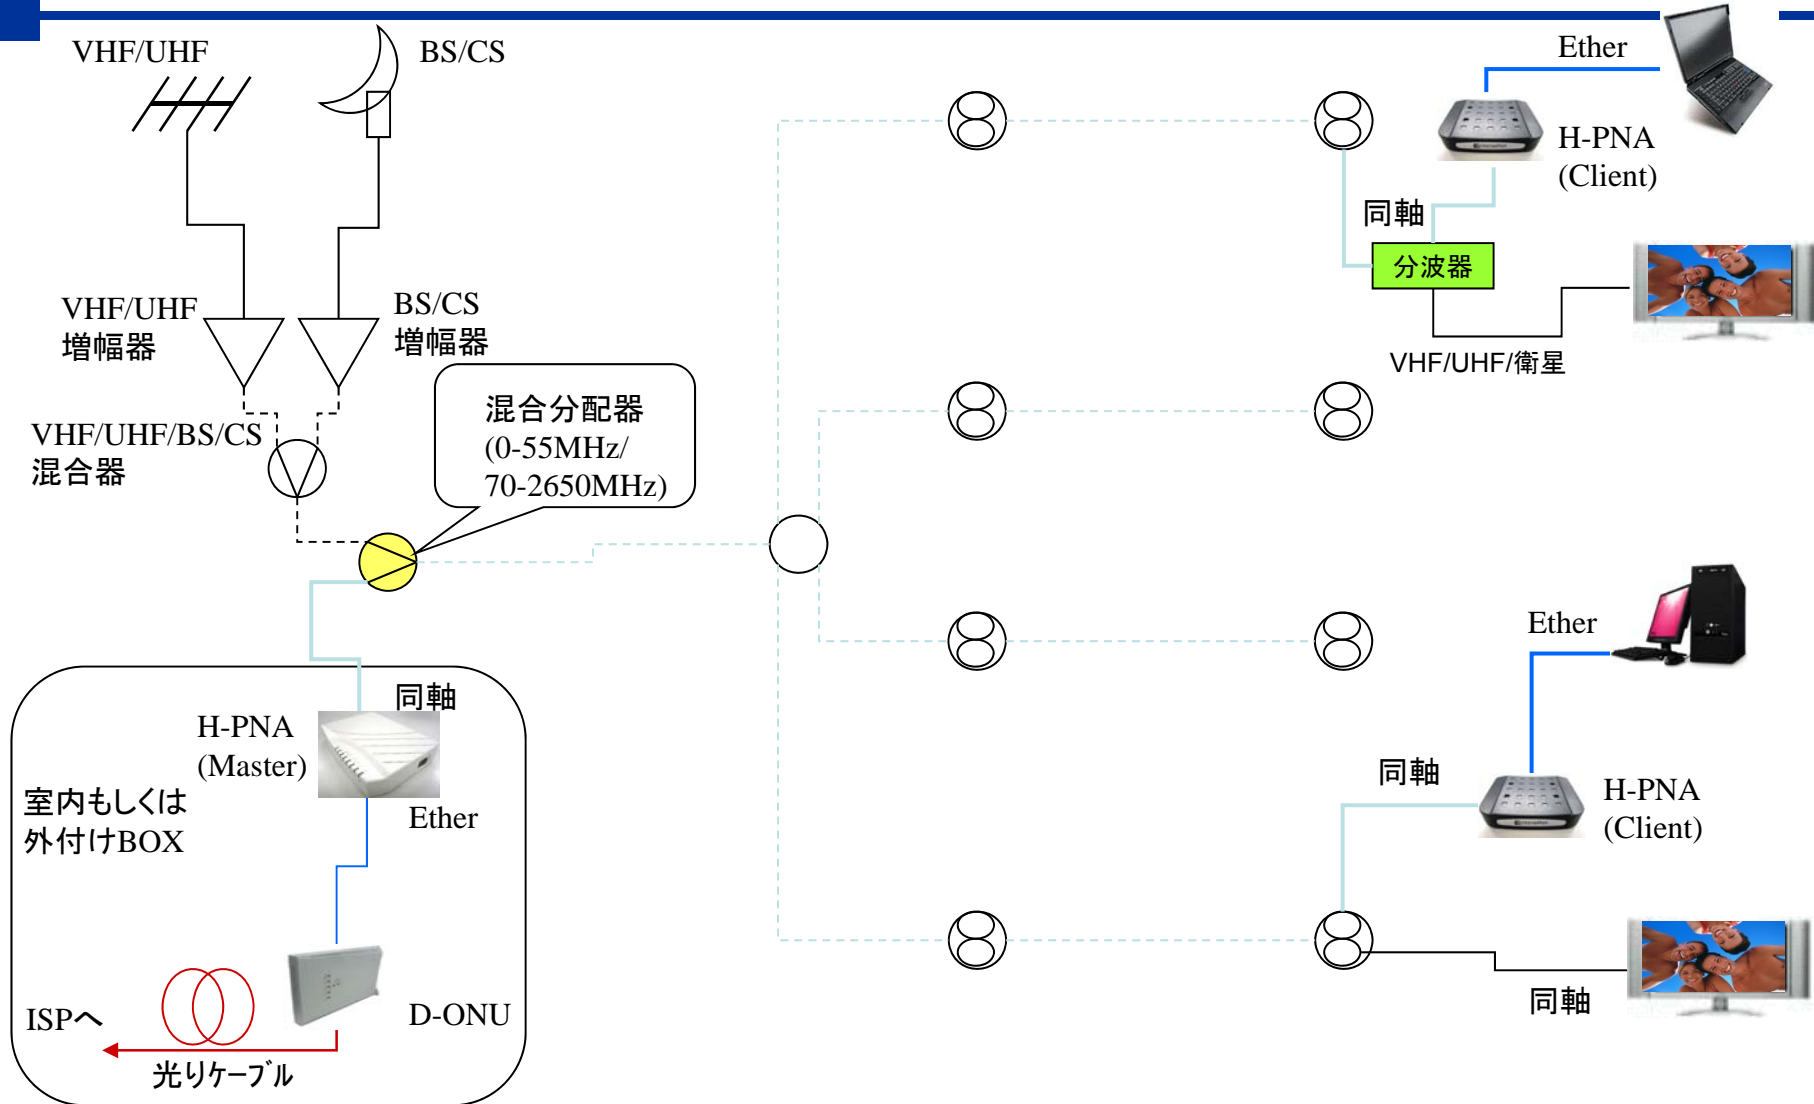 VHF/UHF
BS/CS
VHF/UHF
増幅器
BS/CS
増幅器
VHF/UHF/BS/CS
混合器
混合分配器
(0-55MHz/
70-2650MHz)
同軸
H-PNA
(Master)
室内もしくは
外付けBOX
Ether
ISPへ
D-ONU
光りケーブル
Ether
H-PNA
(Client)
同軸
分波器
VHF/UHF/衛星
Ether
同軸
H-PNA
(Client)
同軸